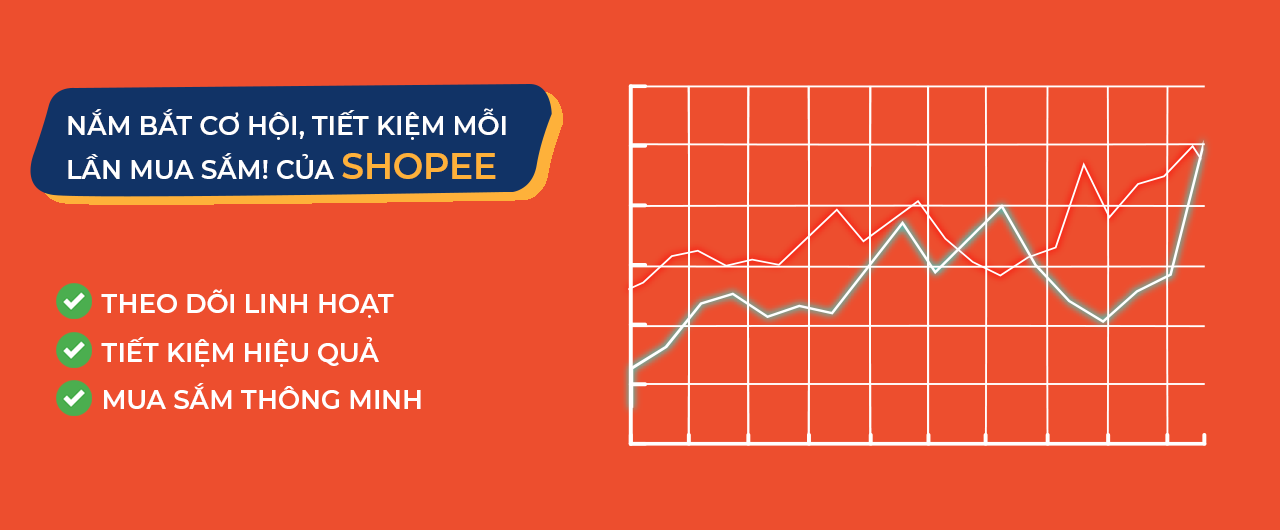 NẮM BẮT CƠ HỘI, TIẾT KIỆM MỖI
LẦN MUA SẮM! CỦA SHOPEE
THEO DÕI LINH HOẠT
TIẾT KIỆM HIỆU QUẢ
MUA SẮM THÔNG MINH